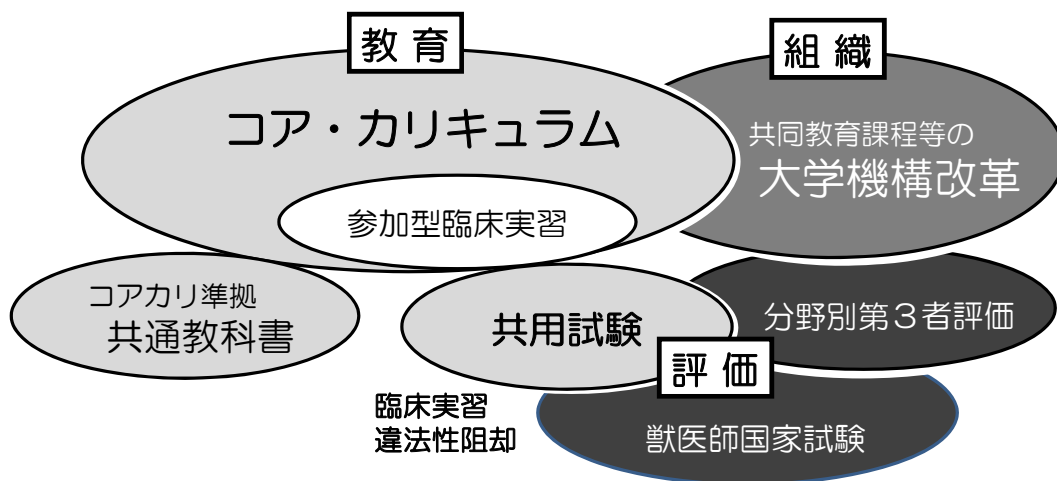 教育
組織
コア・カリキュラム
共同教育課程等の
大学機構改革
参加型臨床実習
コアカリ準拠
共通教科書
共用試験
分野別第３者評価
評価
臨床実習
違法性阻却
獣医師国家試験